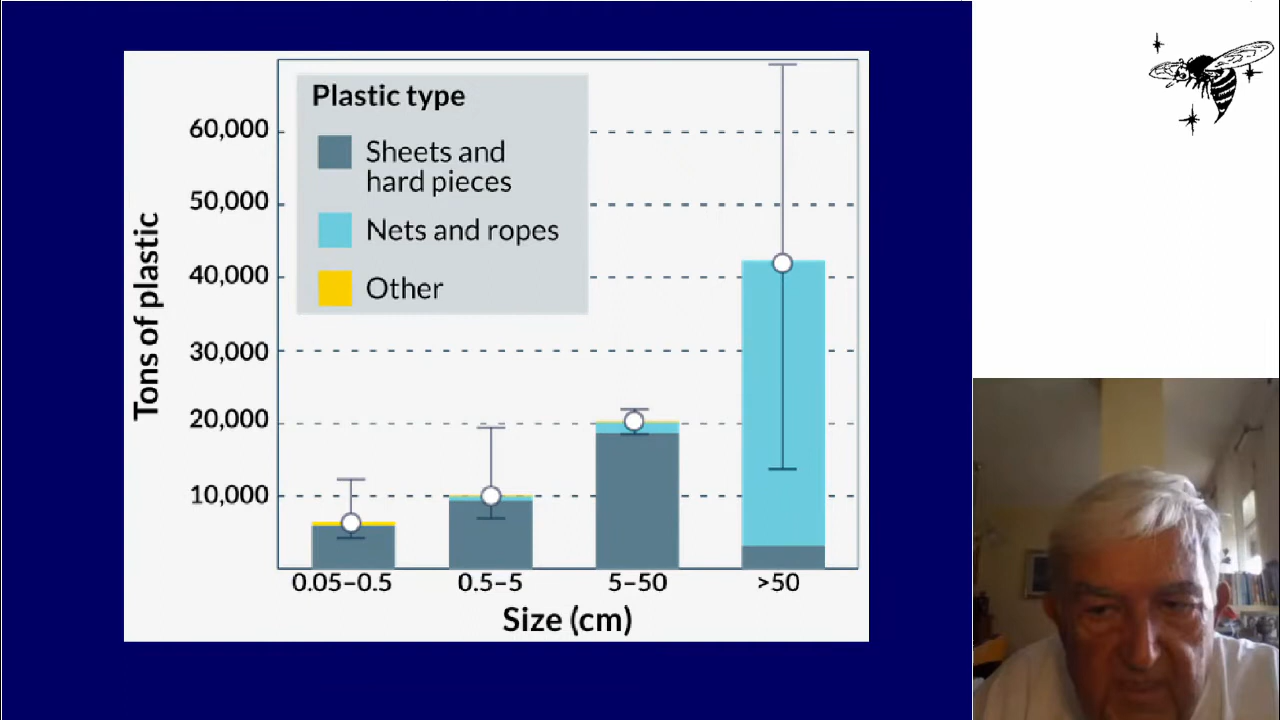 Plastic type
Sheets and
hard pieces
Nets and ropes
Other
Tons of plastic
60,000
50,000
40,000
30,000
20,000
10,000
0.05–0.5
0.5–5
5–50
>50
Size (cm)